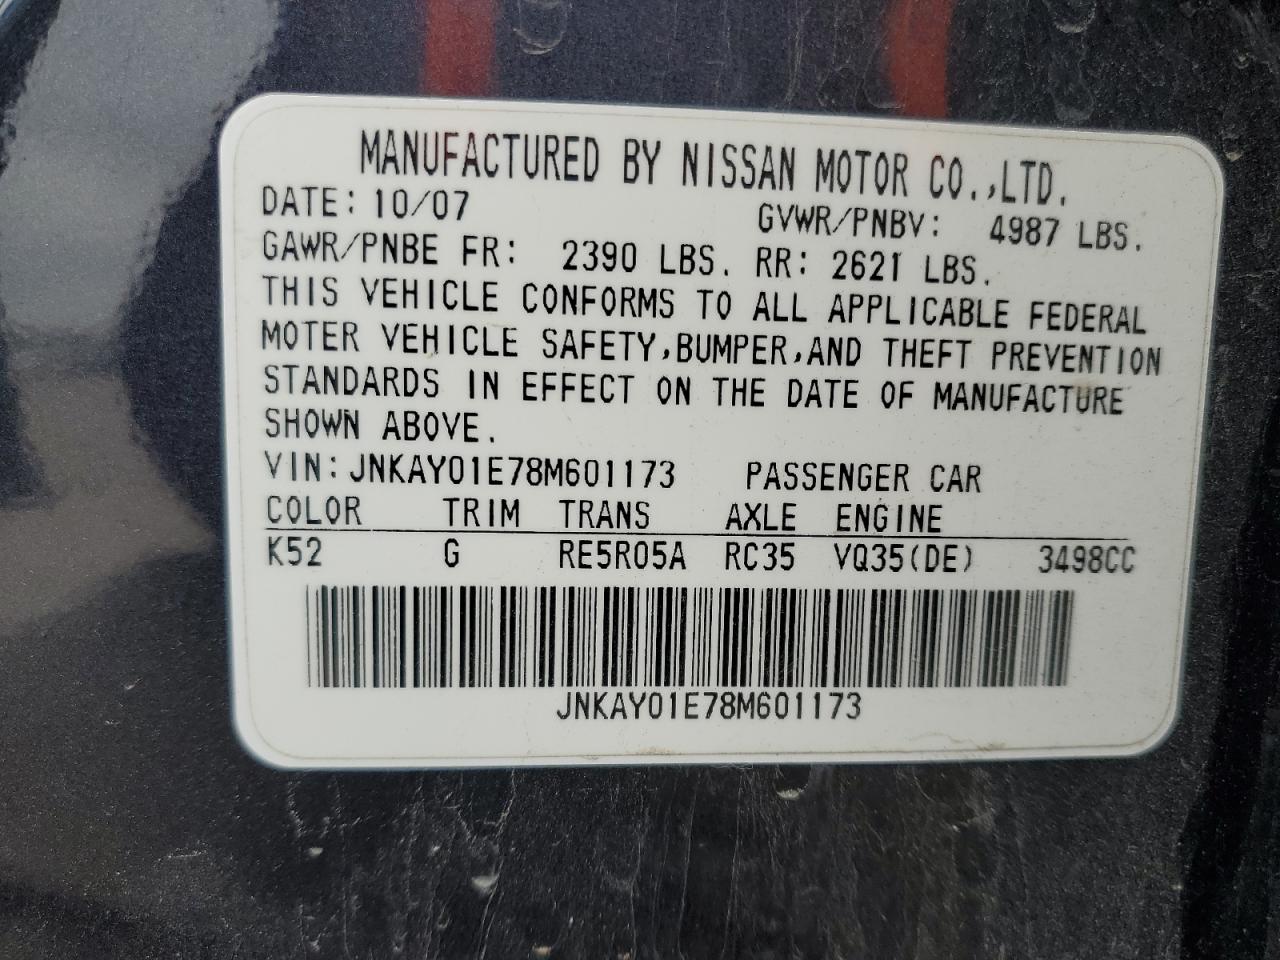 MANUFACTURED BY NISSAN MOTOR CO.,LTD.
DATE: 10/07 GVWR/PNBV: 4987 LBS.
GAWR/PNBE FR: 2390 LBS. RR: 2621 LBS.
THIS VEHICLE CONFORMS TO ALL APPLICABLE FEDERAL
MOTER VEHICLE SAFETY,BUMPER,AND THEFT PREVENTION
STANDARDS IN EFFECT ON THE DATE OF MANUFACTURE
SHOWN ABOVE.
VIN:JNKAY01E78M601173 PASSENGER CAR
COLOR TRIM TRANS AXLE ENGINE
K52 G RE5R05A RC35 VQ35(DE) 3498CC
JNKAY01E78M601173